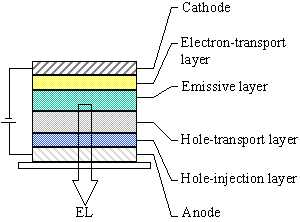 Cathode
Electron-transport
layer
Emissive layer
Hole-transport layer
Hole-injection layer
Anode
EL